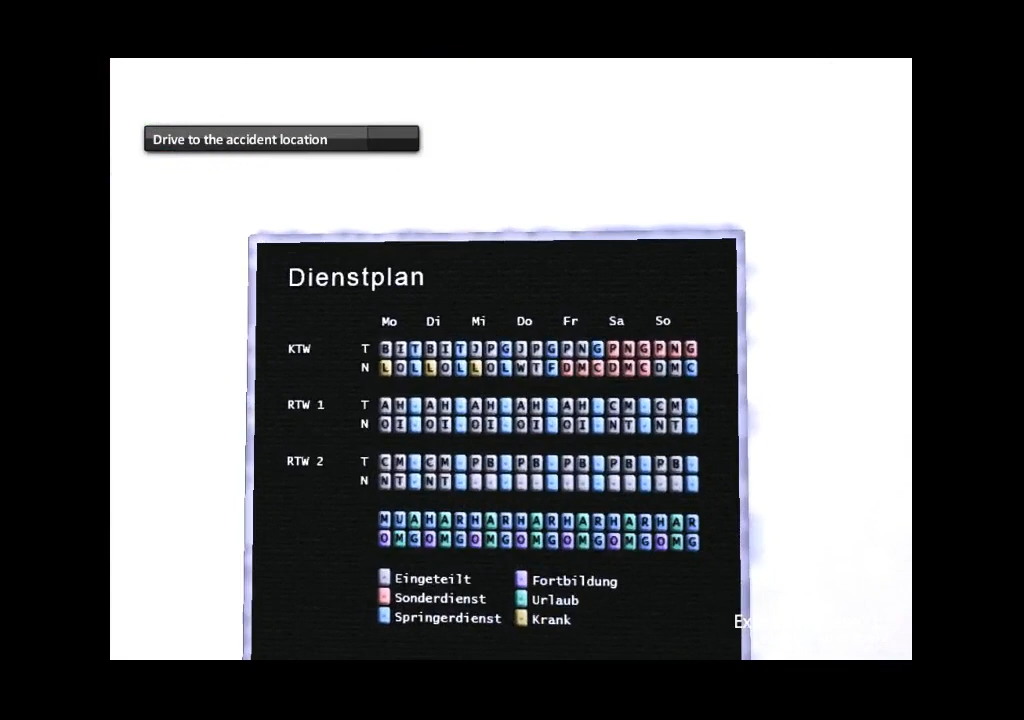 Drive to the accident location
Dienstplan
Mo Di Mi Do Fr Sa So
KTW T B I T B I T J P G J P G P N G P N G P N G
N L O L L O L L O L W T F D M C D M C D M C
RTW 1 T A H - A H - A H - A H - A H - C M - C M -
N O I - O I - O I - O I - O I - N T - N T -
RTW 2 T C M - C M - P B - P B - P B - P B - P B -
N N T - N T - - - - - - - - - - - - - - - -
M U A H A R H A R H A R H A R H A R H A R
O M G O M G O M G O M G O M G O M G O M G
Eingeteilt Fortbildung
Sonderdienst Urlaub
Springerdienst Krank